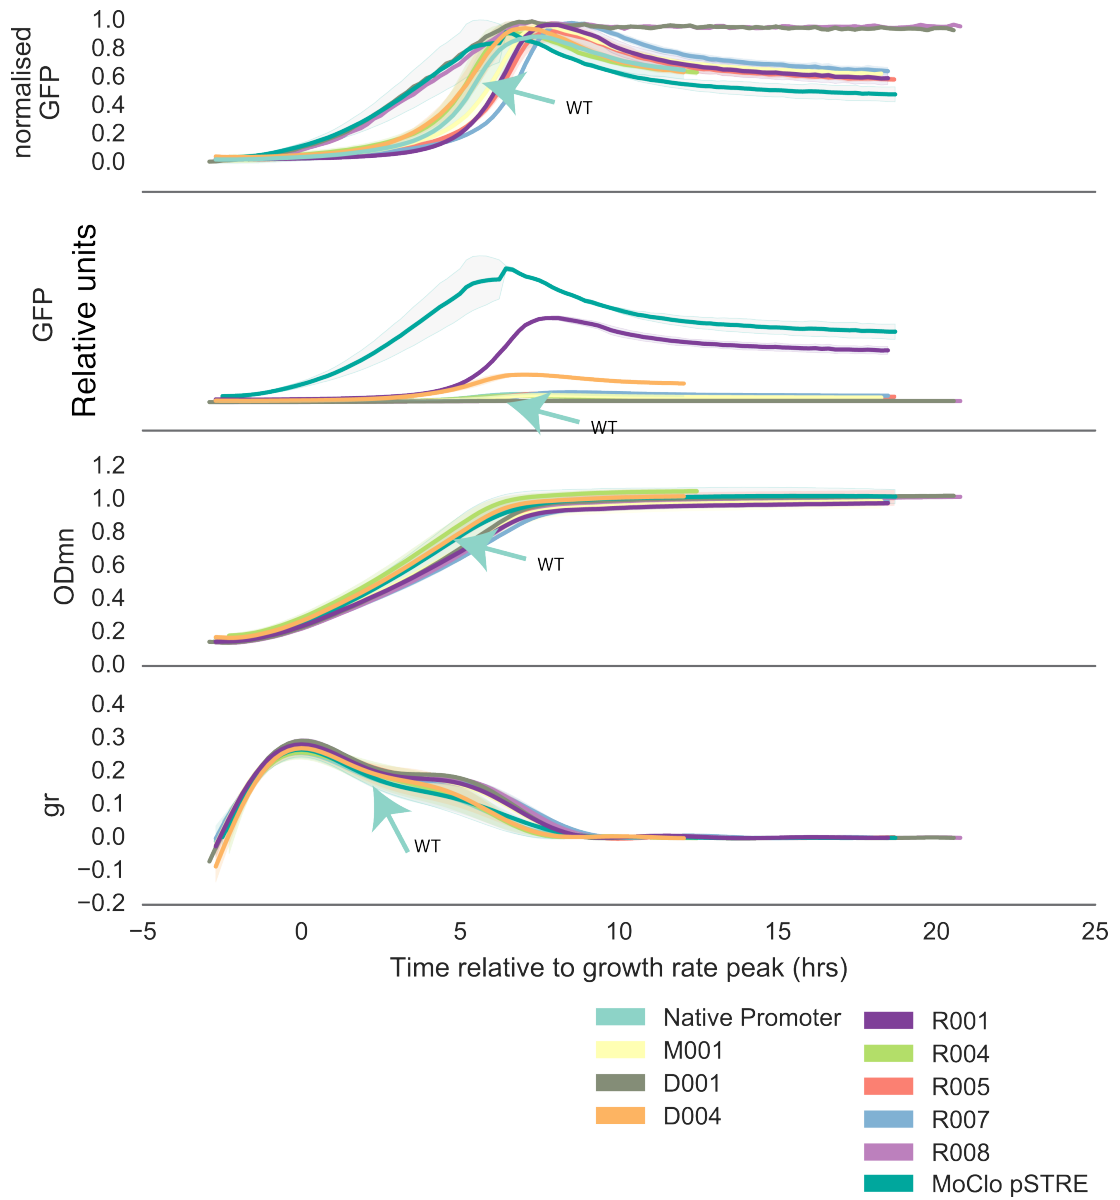 normalised
GFP
1.0
0.8
0.6
0.4
0.2
0.0
WT
GFP
Relative units
WT
ODmn
1.2
1.0
0.8
0.6
0.4
0.2
0.0
WT
gr
0.4
0.3
0.2
0.1
0.0
−0.1
−0.2
WT
−5 0 5 10 15 20 25
Time relative to growth rate peak (hrs)
Native Promoter
M001
D001
D004
R001
R004
R005
R007
R008
MoClo pSTRE